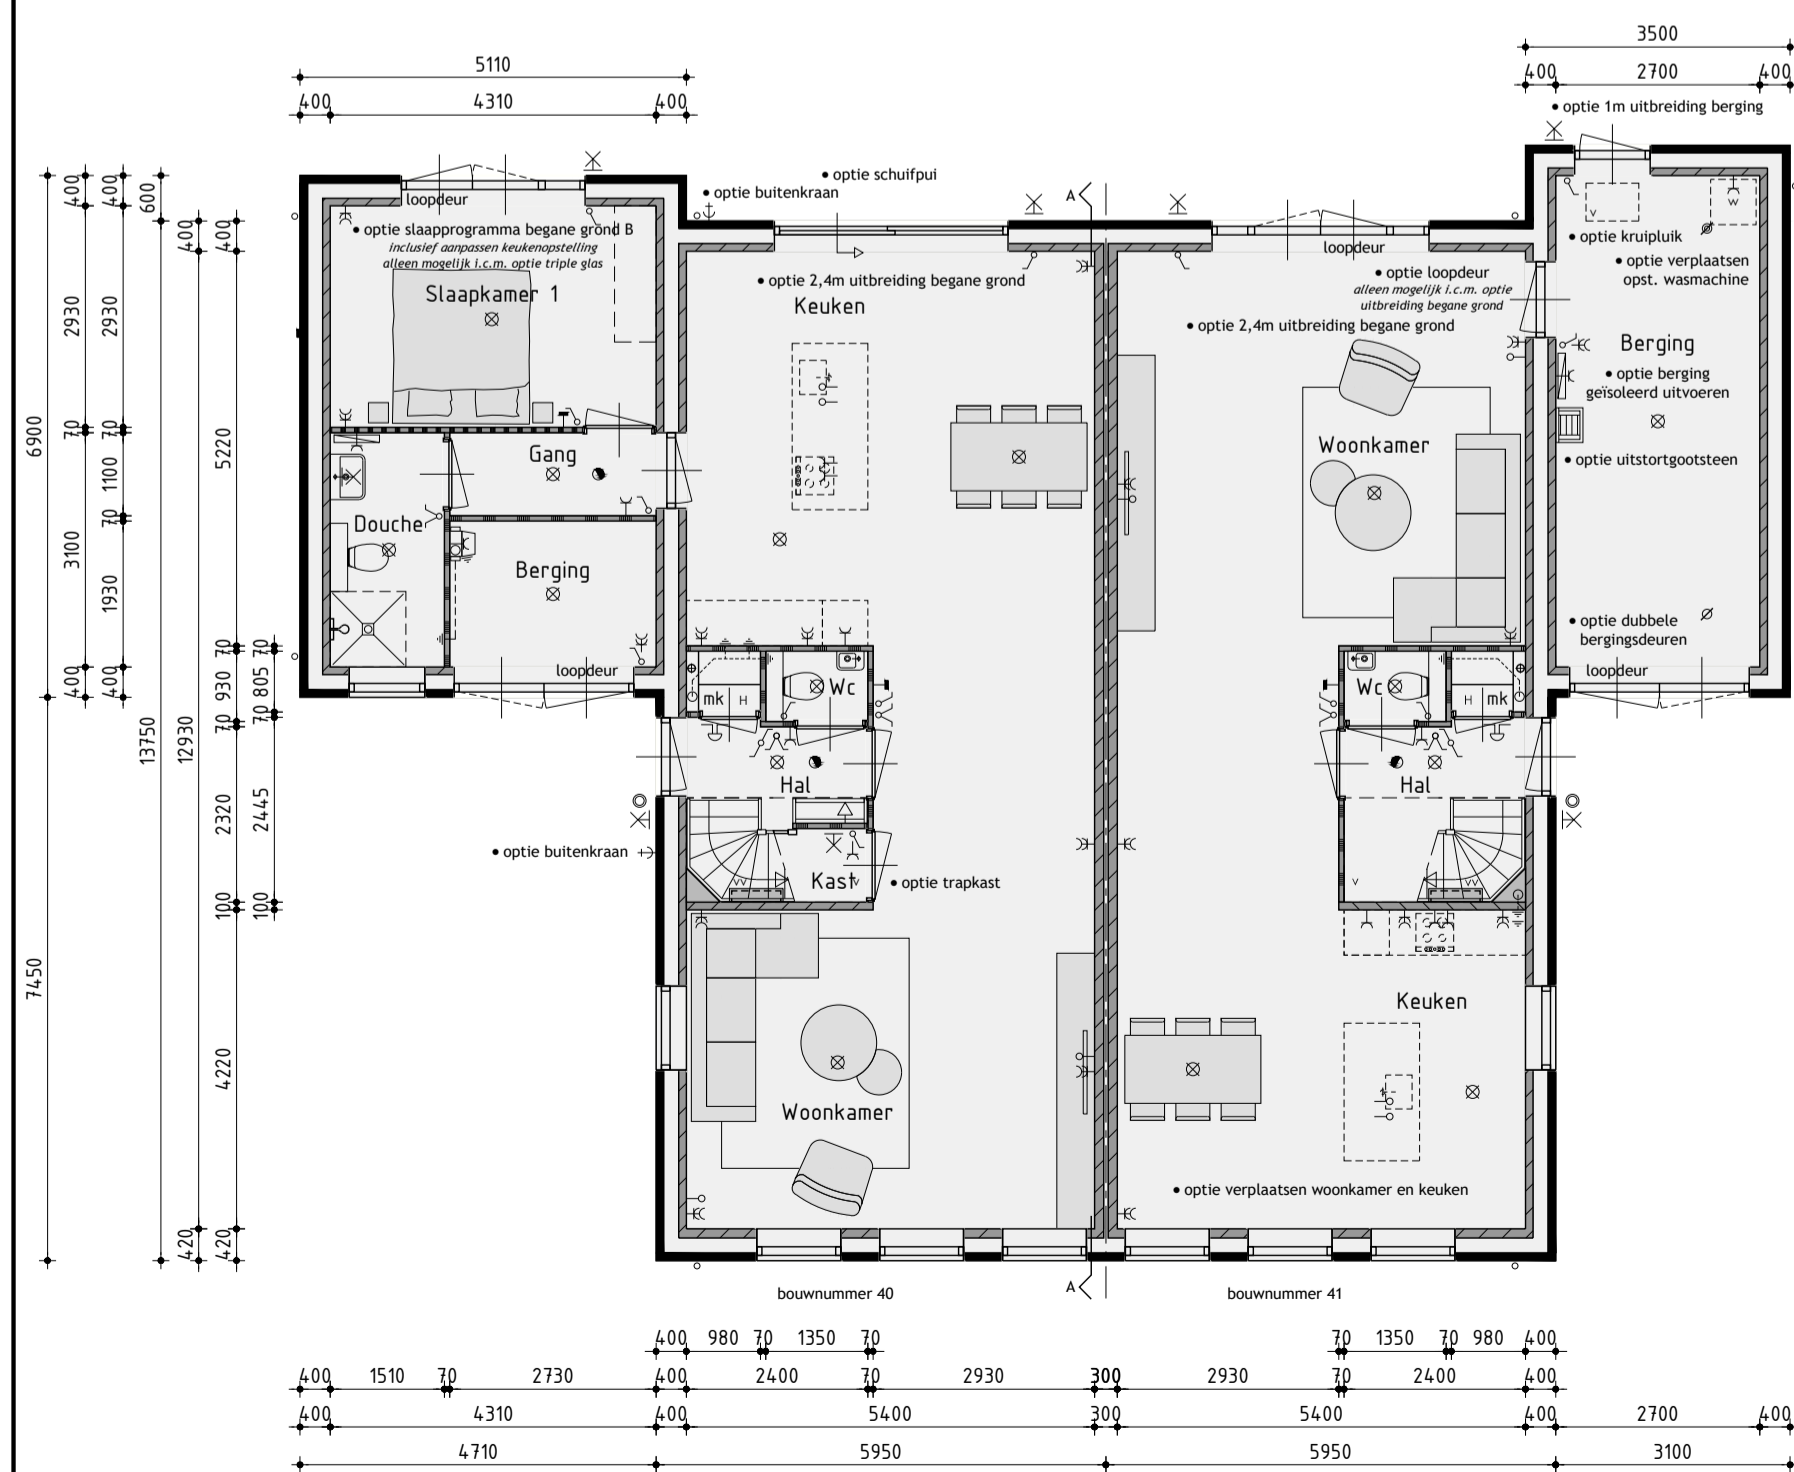 3500
5110
400 2700 400
400 4310 400
• optie 1m uitbreiding berging
• optie schuifpui
• optie buitenkraan
A
loopdeur
• optie slaapprogramma begane grond B
inclusief aanpassen keukenopstelling
alleen mogelijk i.c.m. optie triple glas
Slaapkamer 1
• optie 2,4m uitbreiding begane grond
Keuken
loopdeur
• optie loopdeur
alleen mogelijk i.c.m. optie
uitbreiding begane grond
• optie 2,4m uitbreiding begane grond
v
w
• optie kruipluik
• optie verplaatsen
opst. wasmachine
Berging
• optie berging
geïsoleerd uitvoeren
• optie uitstortgootsteen
Woonkamer
Gang
Douche
Berging
loopdeur
• optie dubbele
bergingsdeuren
loopdeur
mk
H
Wc
Wc
H
mk
Hal
Hal
• optie buitenkraan
vv
Kast
v
• optie trapkast
v
vv
Keuken
Woonkamer
• optie verplaatsen woonkamer en keuken
A
bouwnummer 40
bouwnummer 41
6900
7450
400
2930
70
3100
400
400
2930
70
1100
70
1930
400
600
13750
400
12930
420
400
5220
70
930
70
2320
100
4220
420
70
805
70
2445
100
400 980 70 1350 70
70 1350 70 980 400
400 1510 70 2730 400 2400 70 2930 300 2930 70 2400 400
400 4310 400 5400 300 5400 400 2700 400
4710 5950 5950 3100